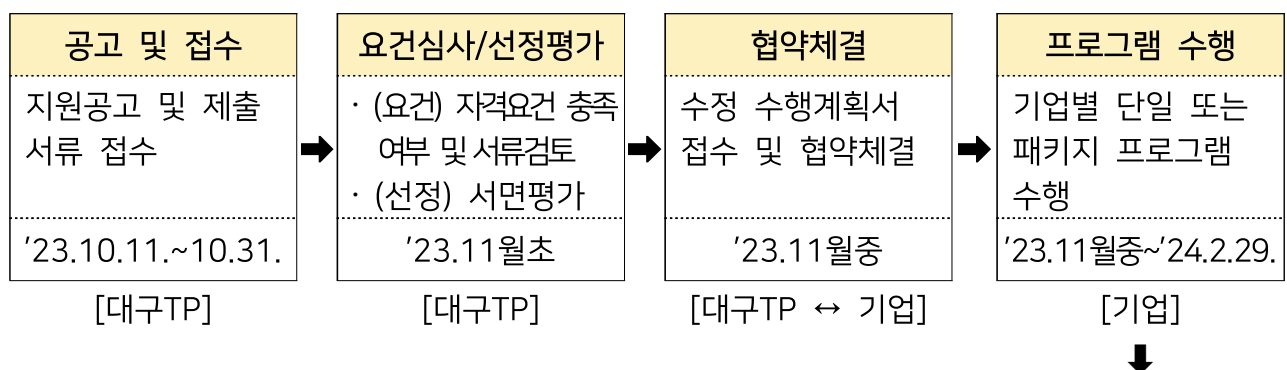 공고 및 접수
지원공고 및 제출
서류 접수
'23.10.11.~10.31.
[대구TP]
요건심사/선정평가
· (요건) 자격요건 충족
여부 및 서류검토
· (선정) 서면평가
'23.11월초
[대구TP]
협약체결
수정 수행계획서
접수 및 협약체결
'23.11월중
[대구TP ↔ 기업]
프로그램 수행
기업별 단일 또는
패키지 프로그램
수행
'23.11월중~'24.2.29.
[기업]